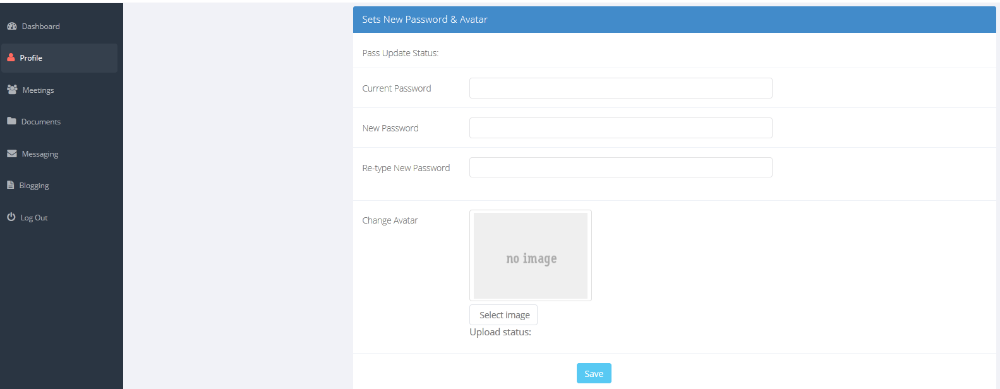 Dashboard
Profile
Meetings
Documents
Messaging
Blogging
Log Out
Sets New Password & Avatar
Pass Update Status:
Current Password
New Password
Re-type New Password
Change Avatar
no image
Select image
Upload status:
Save